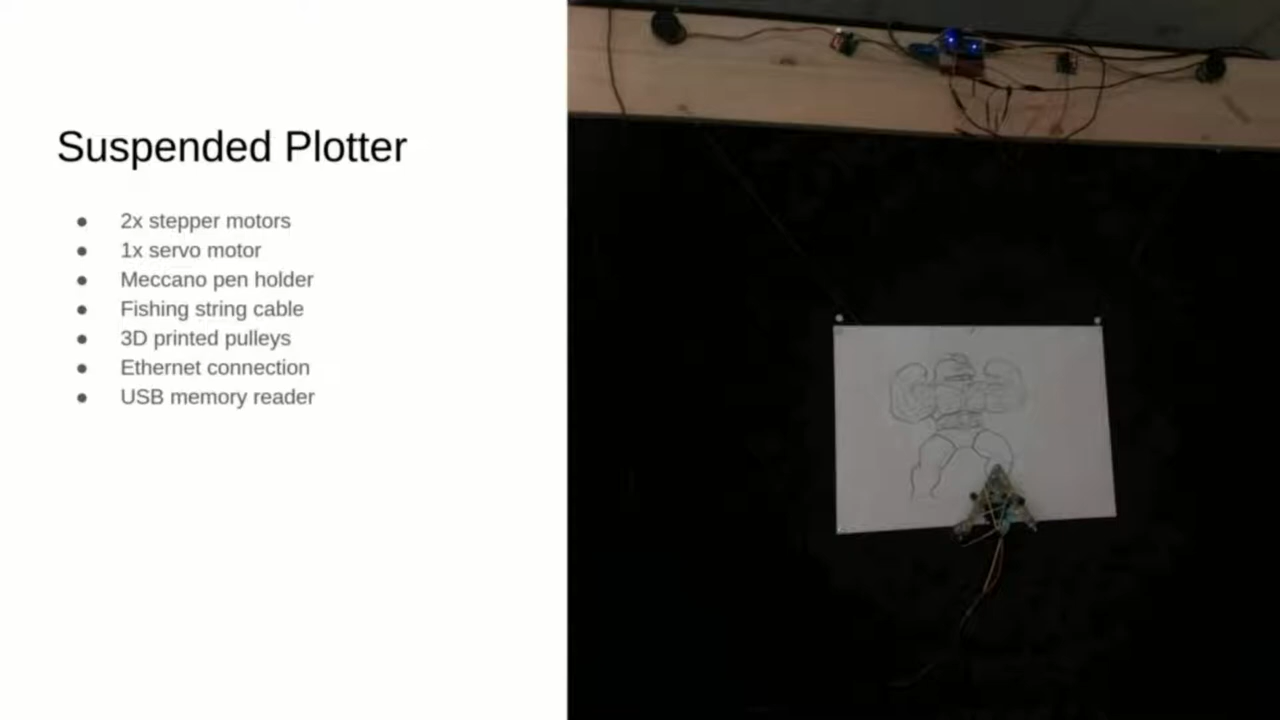 Suspended Plotter
● 2x stepper motors
● 1x servo motor
● Meccano pen holder
● Fishing string cable
● 3D printed pulleys
● Ethernet connection
● USB memory reader